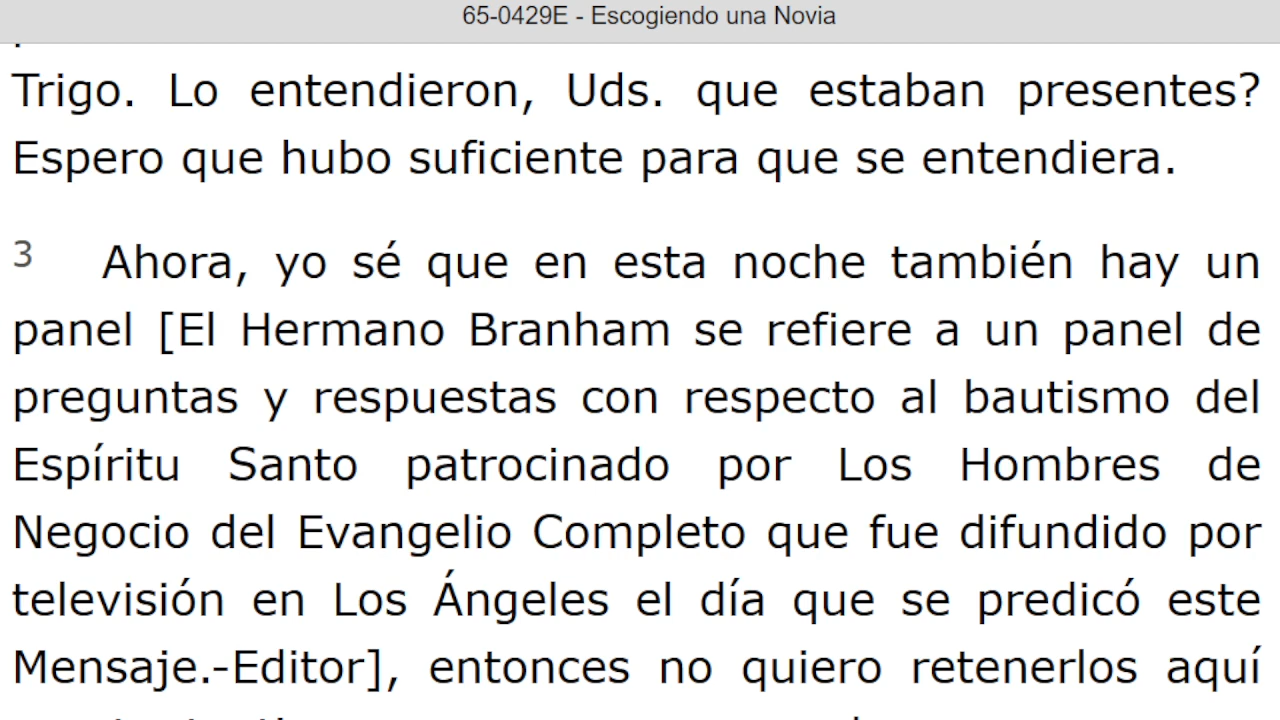 65-0429E - Escogiendo una Novia
Trigo. Lo entendieron, Uds. que estaban presentes?
Espero que hubo suficiente para que se entendiera.
3 Ahora, yo sé que en esta noche también hay un
panel [El Hermano Branham se refiere a un panel de
preguntas y respuestas con respecto al bautismo del
Espíritu Santo patrocinado por Los Hombres de
Negocio del Evangelio Completo que fue difundido por
televisión en Los Ángeles el día que se predicó este
Mensaje.-Editor], entonces no quiero retenerlos aquí